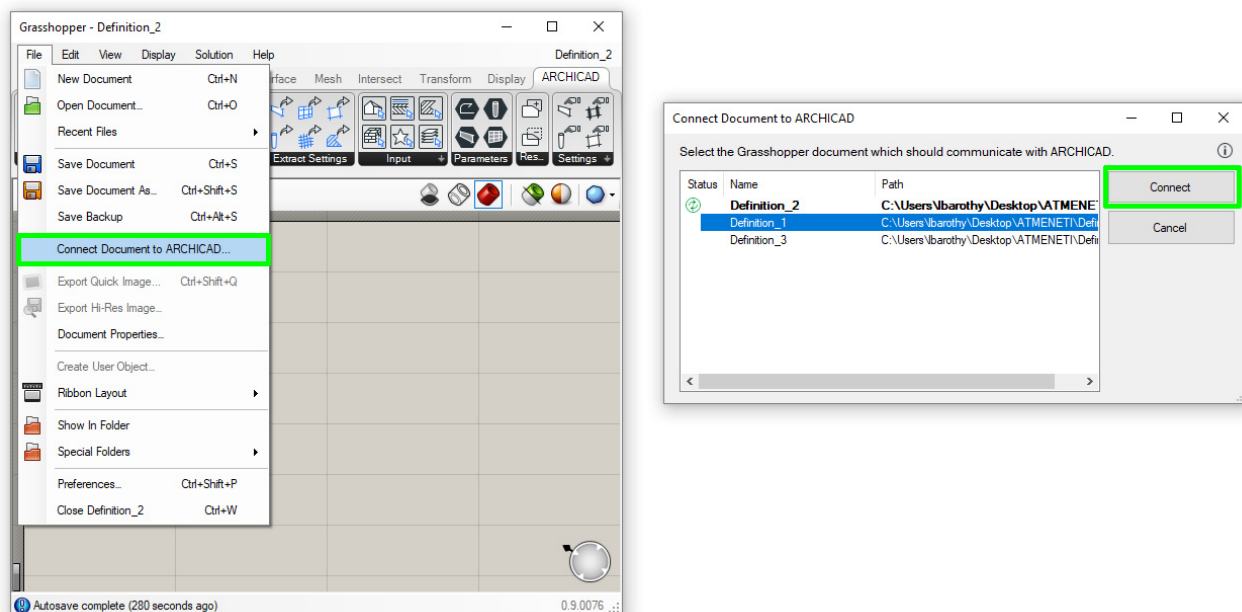 Grasshopper - Definition_2
File Edit View Display Solution Help Definition_2
rface Mesh Intersect Transform Display ARCHICAD
Extract Settings Input Parameters Res... Settings
New Document Ctrl+N
Open Document... Ctrl+O
Recent Files
Save Document Ctrl+S
Save Document As... Ctrl+Shift+S
Save Backup Ctrl+Alt+S
Connect Document to ARCHICAD...
Export Quick Image... Ctrl+Shift+Q
Export Hi-Res Image...
Document Properties...
Create User Object...
Ribbon Layout
Show In Folder
Special Folders
Preferences... Ctrl+Shift+P
Close Definition_2 Ctrl+W
Autosave complete (280 seconds ago) 0.9.0076
Connect Document to ARCHICAD
Select the Grasshopper document which should communicate with ARCHICAD.
Status Name Path
Definition_2 C:\Users\lbarothy\Desktop\ATMENE
Definition_1 C:\Users\lbarothy\Desktop\ATMENETI\Defi
Definition_3 C:\Users\lbarothy\Desktop\ATMENETI\Defi
Connect
Cancel